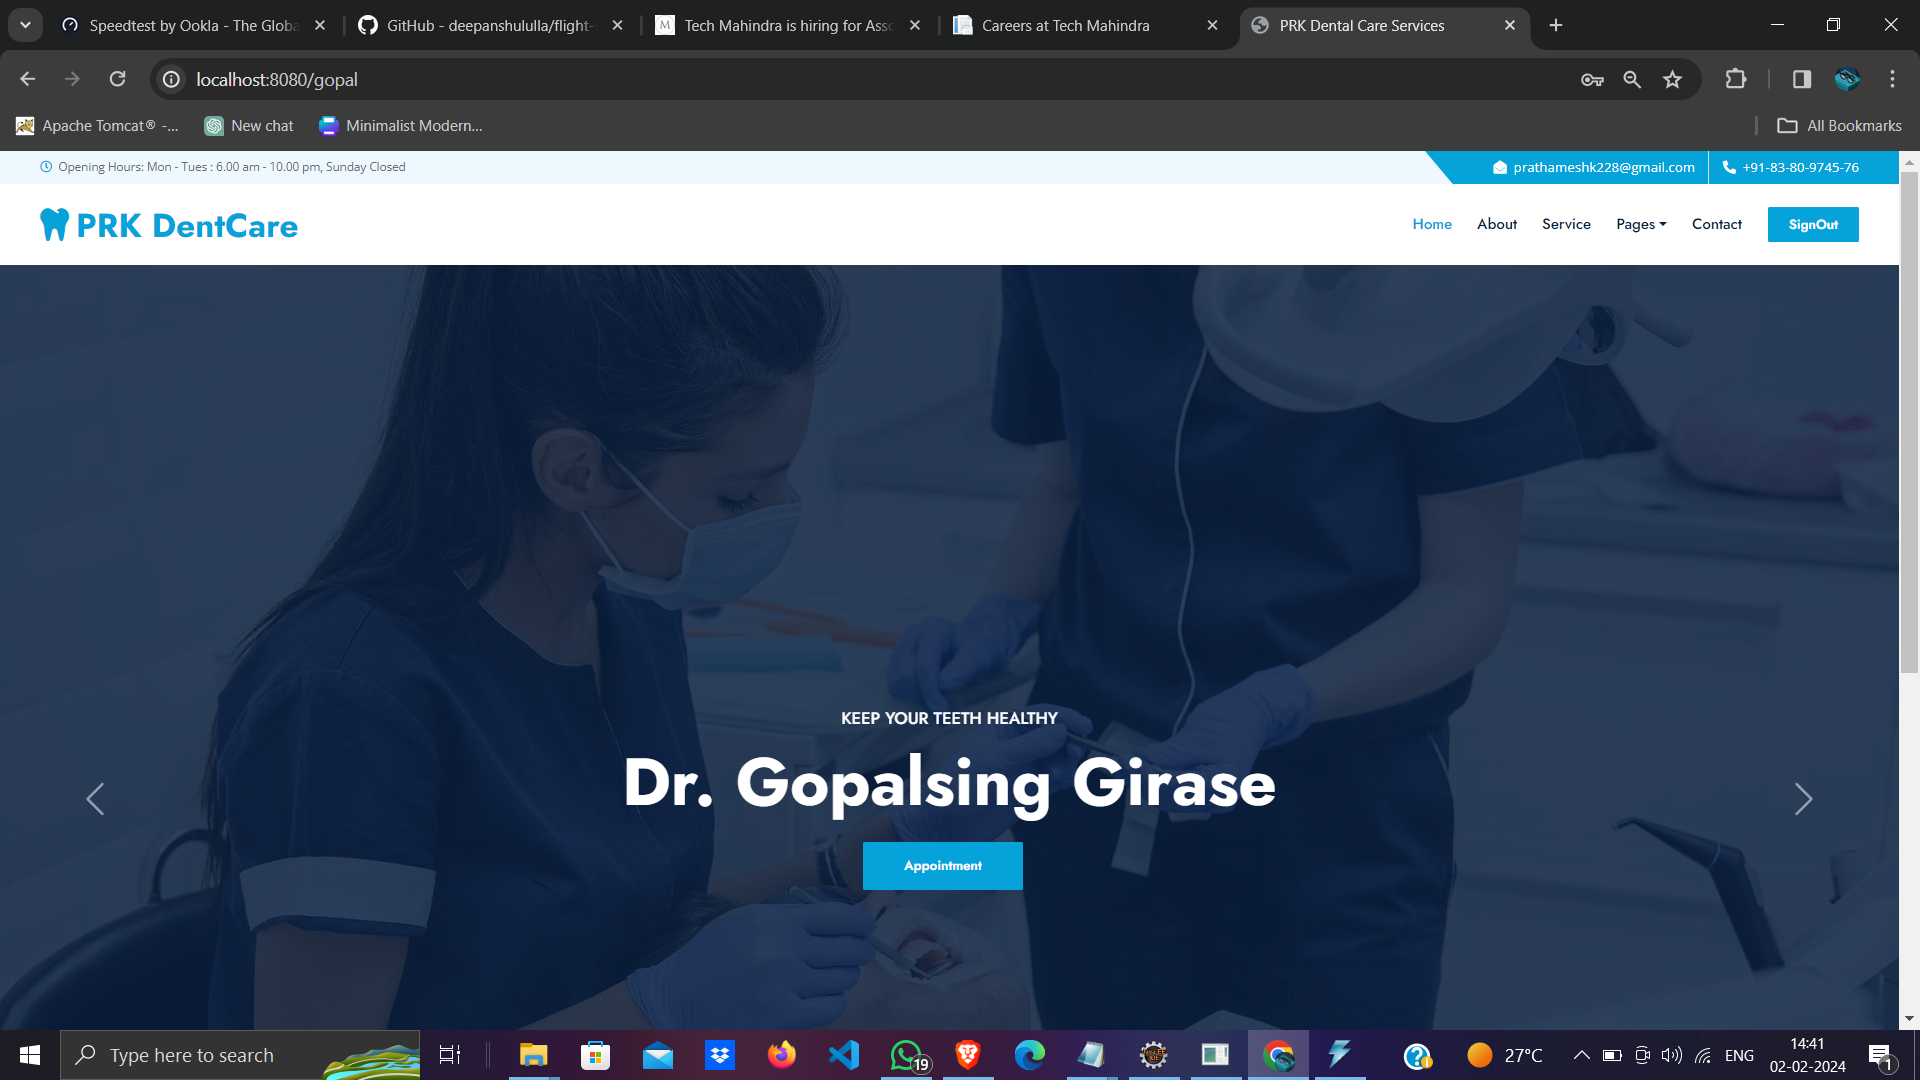 Speedtest by Ookla - The Globa
GitHub - deepanshululla/flight-
M
Tech Mahindra is hiring for Asso
Careers at Tech Mahindra
PRK Dental Care Services
localhost:8080/gopal
Apache Tomcat® -...
New chat
Minimalist Modern...
All Bookmarks
Opening Hours: Mon - Tues : 6.00 am - 10.00 pm, Sunday Closed
prathameshk228@gmail.com
+91-83-80-9745-76
PRK DentCare
Home
About
Service
Pages
Contact
SignOut
KEEP YOUR TEETH HEALTHY
Dr. Gopalsing Girase
Appointment
Type here to search
19
27°C
ENG
14:41
02-02-2024
1